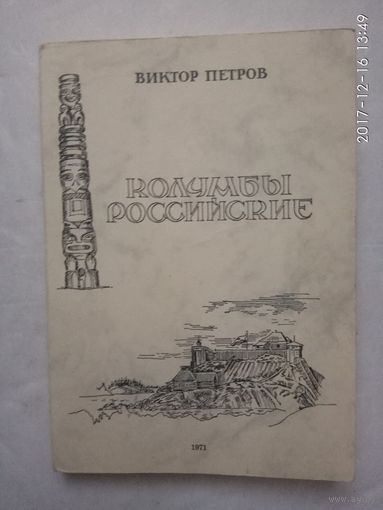 2017-12-16 13:49
ВИКТОР ПЕТРОВ
КОЛУМБЫ
РОССИЙСКИЕ
1971